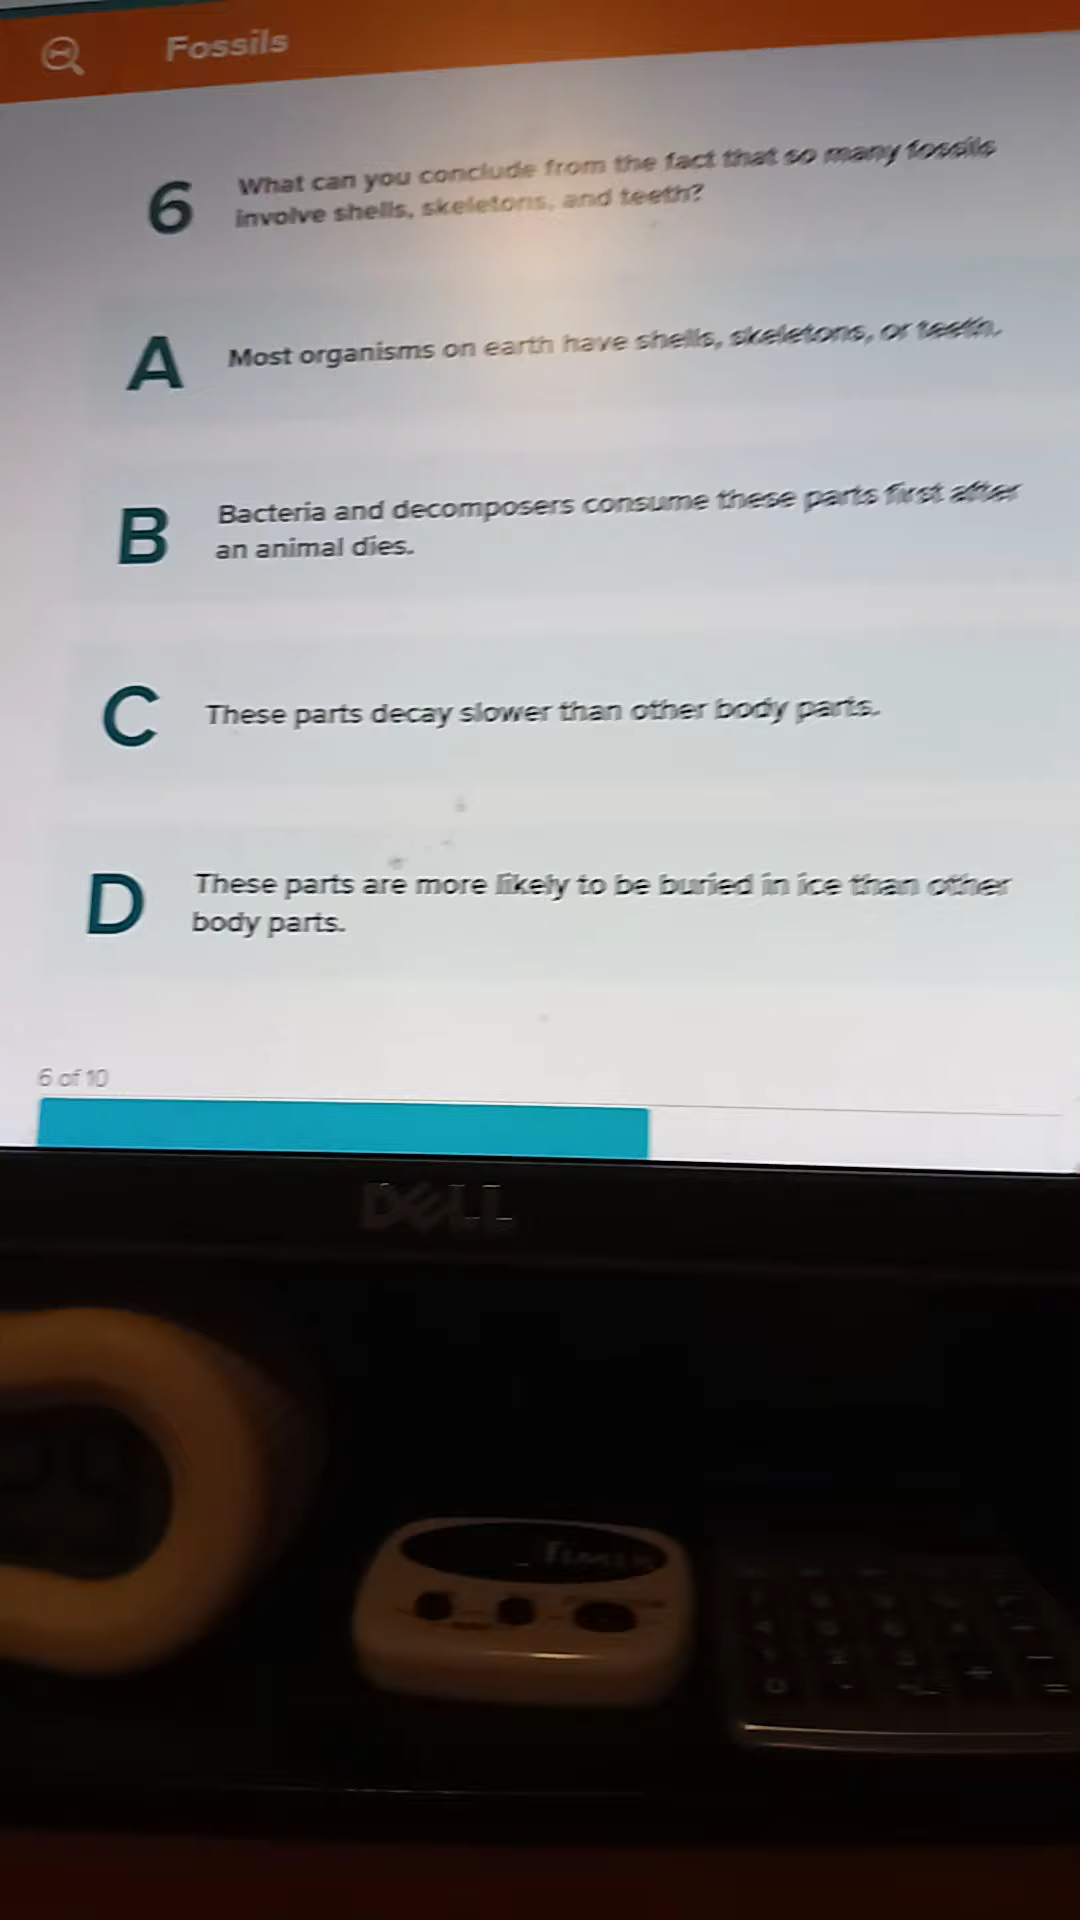 Fossils
6
What can you conclude from the fact that so many fossils
involve shells, skeletons, and teeth?
A
Most organisms on earth have shells, skeletons, or teeth.
B
Bacteria and decomposers consume these parts first after
an animal dies.
C
These parts decay slower than other body parts.
D
These parts are more likely to be buried in ice than other
body parts.
6 of 10
DELL